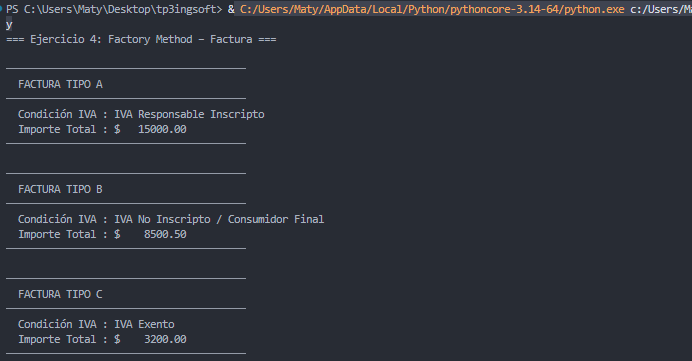 PS C:\Users\Maty\Desktop\tp3ingsoft> & C:/Users/Maty/AppData/Local/Python/pythoncore-3.14-64/python.exe c:/Users/M
y
=== Ejercicio 4: Factory Method – Factura ===
FACTURA TIPO A
Condición IVA : IVA Responsable Inscripto
Importe Total : $   15000.00
FACTURA TIPO B
Condición IVA : IVA No Inscripto / Consumidor Final
Importe Total : $    8500.50
FACTURA TIPO C
Condición IVA : IVA Exento
Importe Total : $    3200.00